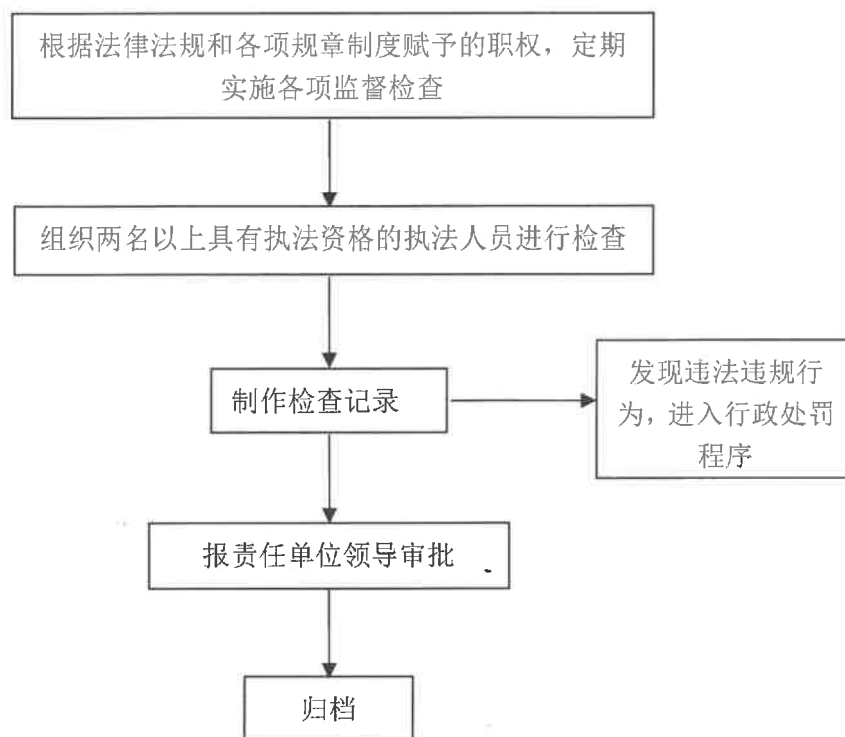 根据法律法规和各项规章制度赋予的职权，定期
实施各项监督检查
组织两名以上具有执法资格的执法人员进行检查
制作检查记录
发现违法违规行
为，进入行政处罚
程序
报责任单位领导审批
归档